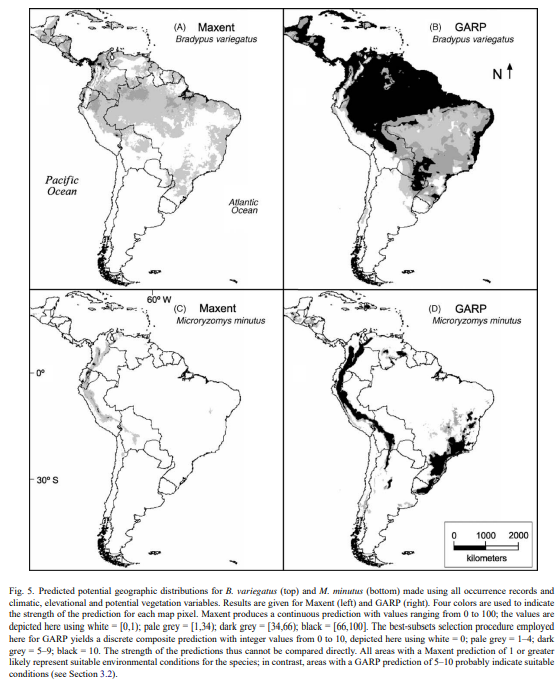 (A) Maxent
Bradypus variegatus
(B) GARP
Bradypus variegatus
N
Pacific
Ocean
Atlantic
Ocean
60° W
(C) Maxent
Microryzomys minutus
(D) GARP
Microryzomys minutus
0°
30° S
0 1000 2000
kilometers
Fig. 5. Predicted potential geographic distributions for B. variegatus (top) and M. minutus (bottom) made using all occurrence records and
climatic, elevational and potential vegetation variables. Results are given for Maxent (left) and GARP (right). Four colors are used to indicate
the strength of the prediction for each map pixel. Maxent produces a continuous prediction with values ranging from 0 to 100; the values are
depicted here using white = [0,1); pale grey = [1,34); dark grey = [34,66); black = [66,100]. The best-subsets selection procedure employed
here for GARP yields a discrete composite prediction with integer values from 0 to 10, depicted here using white = 0; pale grey = 1–4; dark
grey = 5–9; black = 10. The strength of the predictions thus cannot be compared directly. All areas with a Maxent prediction of 1 or greater
likely represent suitable environmental conditions for the species; in contrast, areas with a GARP prediction of 5–10 probably indicate suitable
conditions (see Section 3.2).